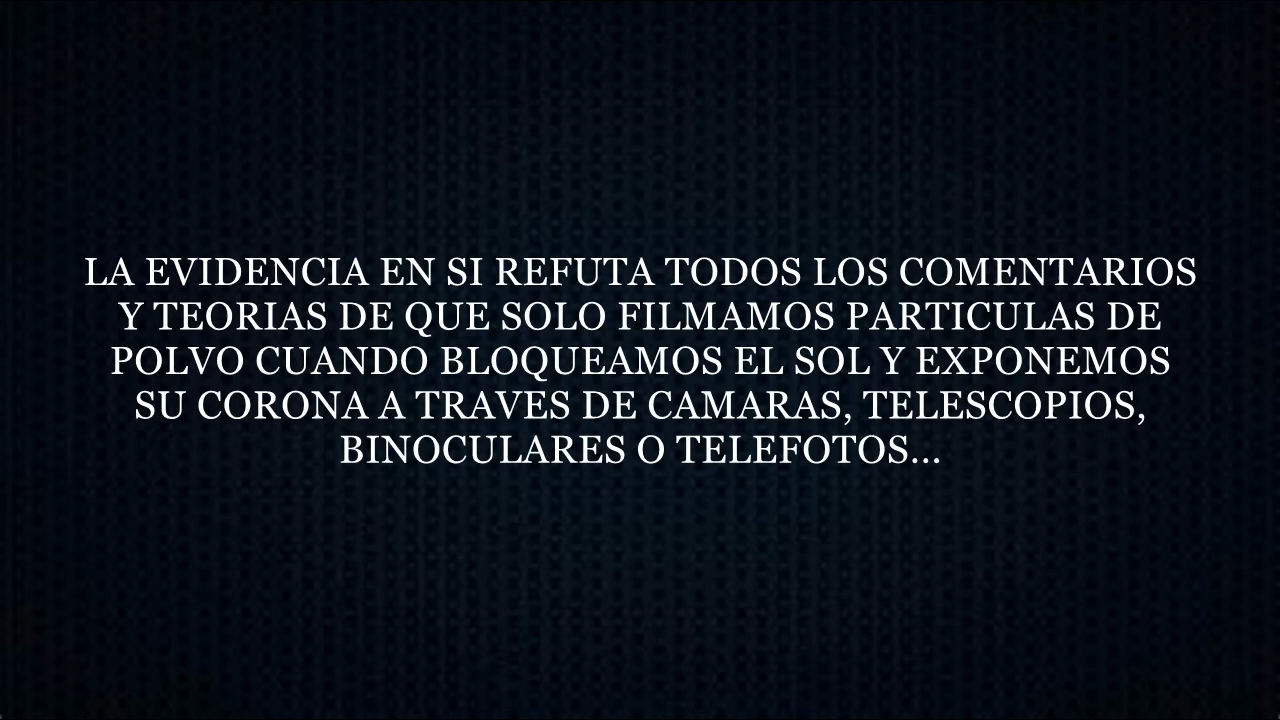 LA EVIDENCIA EN SI REFUTA TODOS LOS COMENTARIOS
Y TEORIAS DE QUE SOLO FILMAMOS PARTICULAS DE
POLVO CUANDO BLOQUEAMOS EL SOL Y EXPONEMOS
SU CORONA A TRAVES DE CAMARAS, TELESCOPIOS,
BINOCULARES O TELEFOTOS...